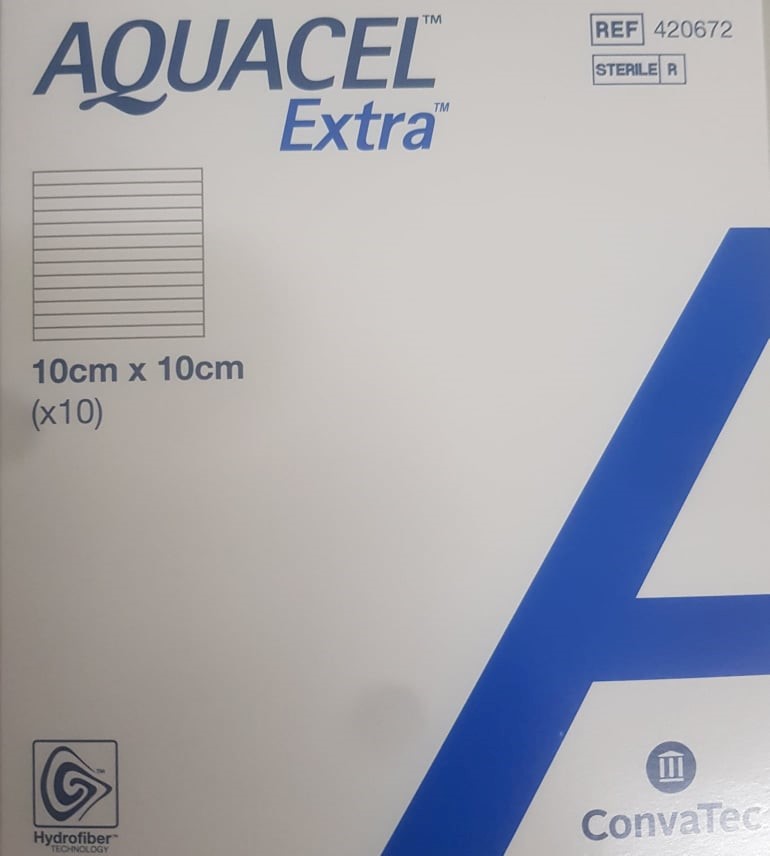 AQUACEL™
Extra™
REF 420672
STERILE R
10cm x 10cm
(x10)
Hydrofiber™
TECHNOLOGY
ConvaTec